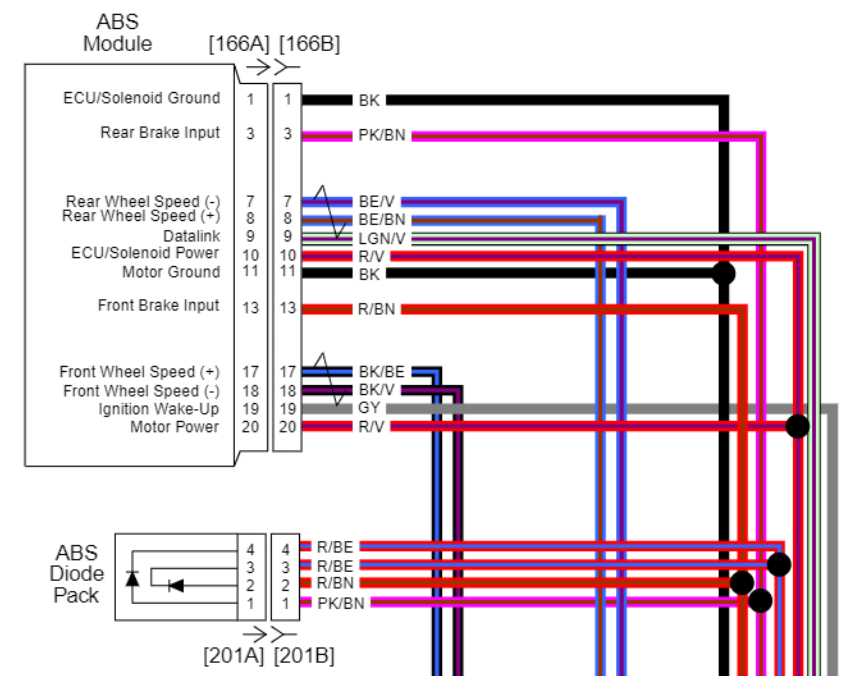 ABS
Module
[166A] [166B]
ECU/Solenoid Ground 1 1 BK
Rear Brake Input 3 3 PK/BN
Rear Wheel Speed (-) 7 7 BE/V
Rear Wheel Speed (+) 8 8 BE/BN
Datalink 9 9 LGN/V
ECU/Solenoid Power 10 10 R/V
Motor Ground 11 11 BK
Front Brake Input 13 13 R/BN
Front Wheel Speed (+) 17 17 BK/BE
Front Wheel Speed (-) 18 18 BK/V
Ignition Wake-Up 19 19 GY
Motor Power 20 20 R/V
ABS
Diode
Pack
4 4 R/BE
3 3 R/BE
2 2 R/BN
1 1 PK/BN
[201A] [201B]